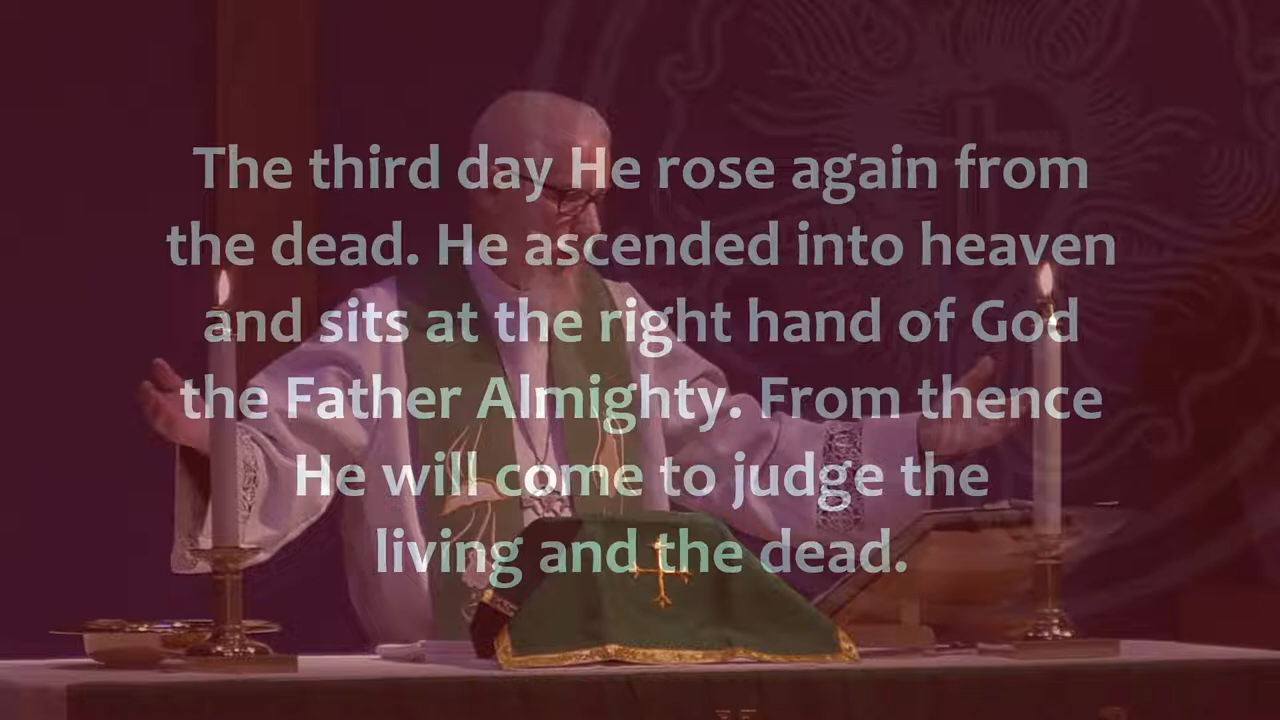 The third day He rose again from
the dead. He ascended into heaven
and sits at the right hand of God
the Father Almighty. From thence
He will come to judge the
living and the dead.